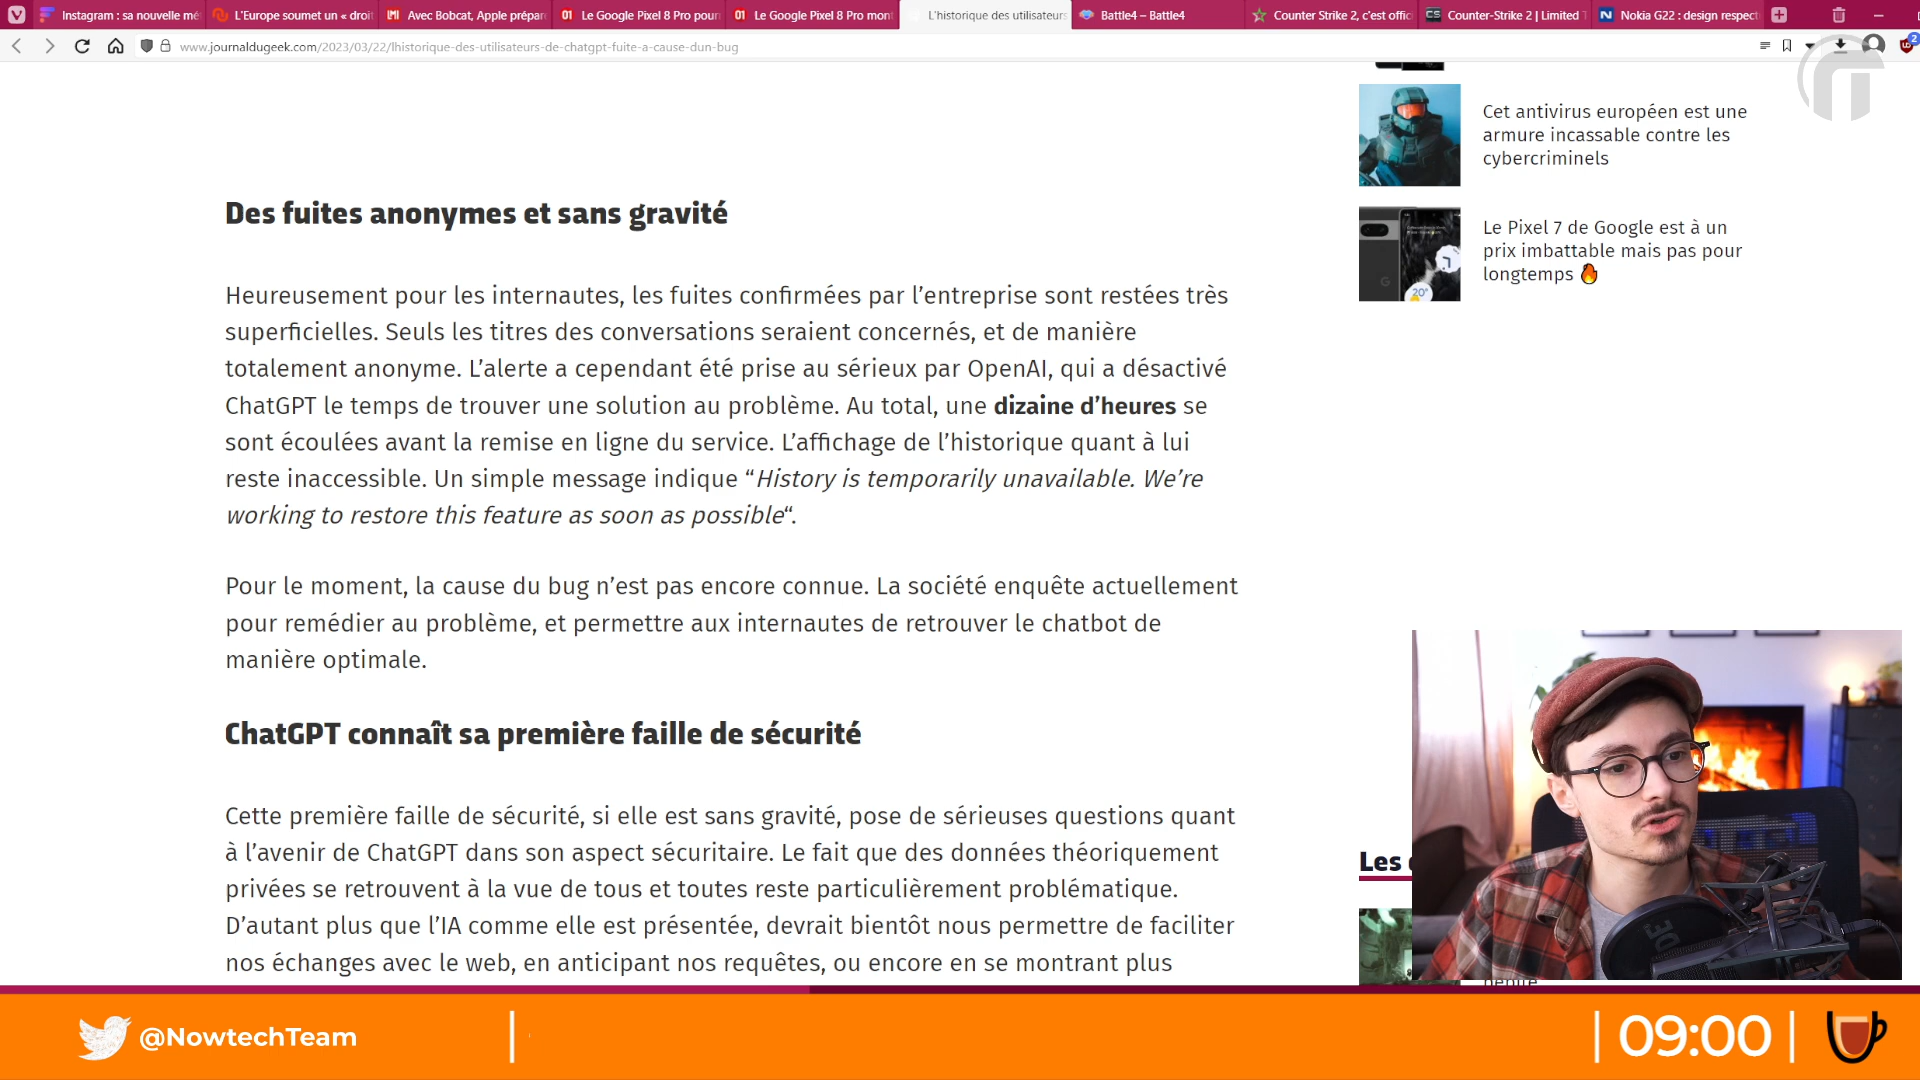 Instagram : sa nouvelle mé
L'Europe soumet un « droit
Avec Bobcat, Apple prépar
Le Google Pixel 8 Pro pour
Le Google Pixel 8 Pro mon
L'historique des utilisateurs
Battle4 – Battle4
Counter Strike 2, c'est offic
Counter-Strike 2 | Limited T
Nokia G22 : design respect
www.journaldugeek.com/2023/03/22/lhistorique-des-utilisateurs-de-chatgpt-fuite-a-cause-dun-bug
2
Cet antivirus européen est une
armure incassable contre les
cybercriminels
Le Pixel 7 de Google est à un
prix imbattable mais pas pour
longtemps 🔥
Des fuites anonymes et sans gravité
Heureusement pour les internautes, les fuites confirmées par l’entreprise sont restées très
superficielles. Seuls les titres des conversations seraient concernés, et de manière
totalement anonyme. L’alerte a cependant été prise au sérieux par OpenAI, qui a désactivé
ChatGPT le temps de trouver une solution au problème. Au total, une dizaine d’heures se
sont écoulées avant la remise en ligne du service. L’affichage de l’historique quant à lui
reste inaccessible. Un simple message indique “History is temporarily unavailable. We’re
working to restore this feature as soon as possible“.
Pour le moment, la cause du bug n’est pas encore connue. La société enquête actuellement
pour remédier au problème, et permettre aux internautes de retrouver le chatbot de
manière optimale.
ChatGPT connaît sa première faille de sécurité
Cette première faille de sécurité, si elle est sans gravité, pose de sérieuses questions quant
à l’avenir de ChatGPT dans son aspect sécuritaire. Le fait que des données théoriquement
privées se retrouvent à la vue de tous et toutes reste particulièrement problématique.
D’autant plus que l’IA comme elle est présentée, devrait bientôt nous permettre de faciliter
nos échanges avec le web, en anticipant nos requêtes, ou encore en se montrant plus
Les
@NowtechTeam
09:00